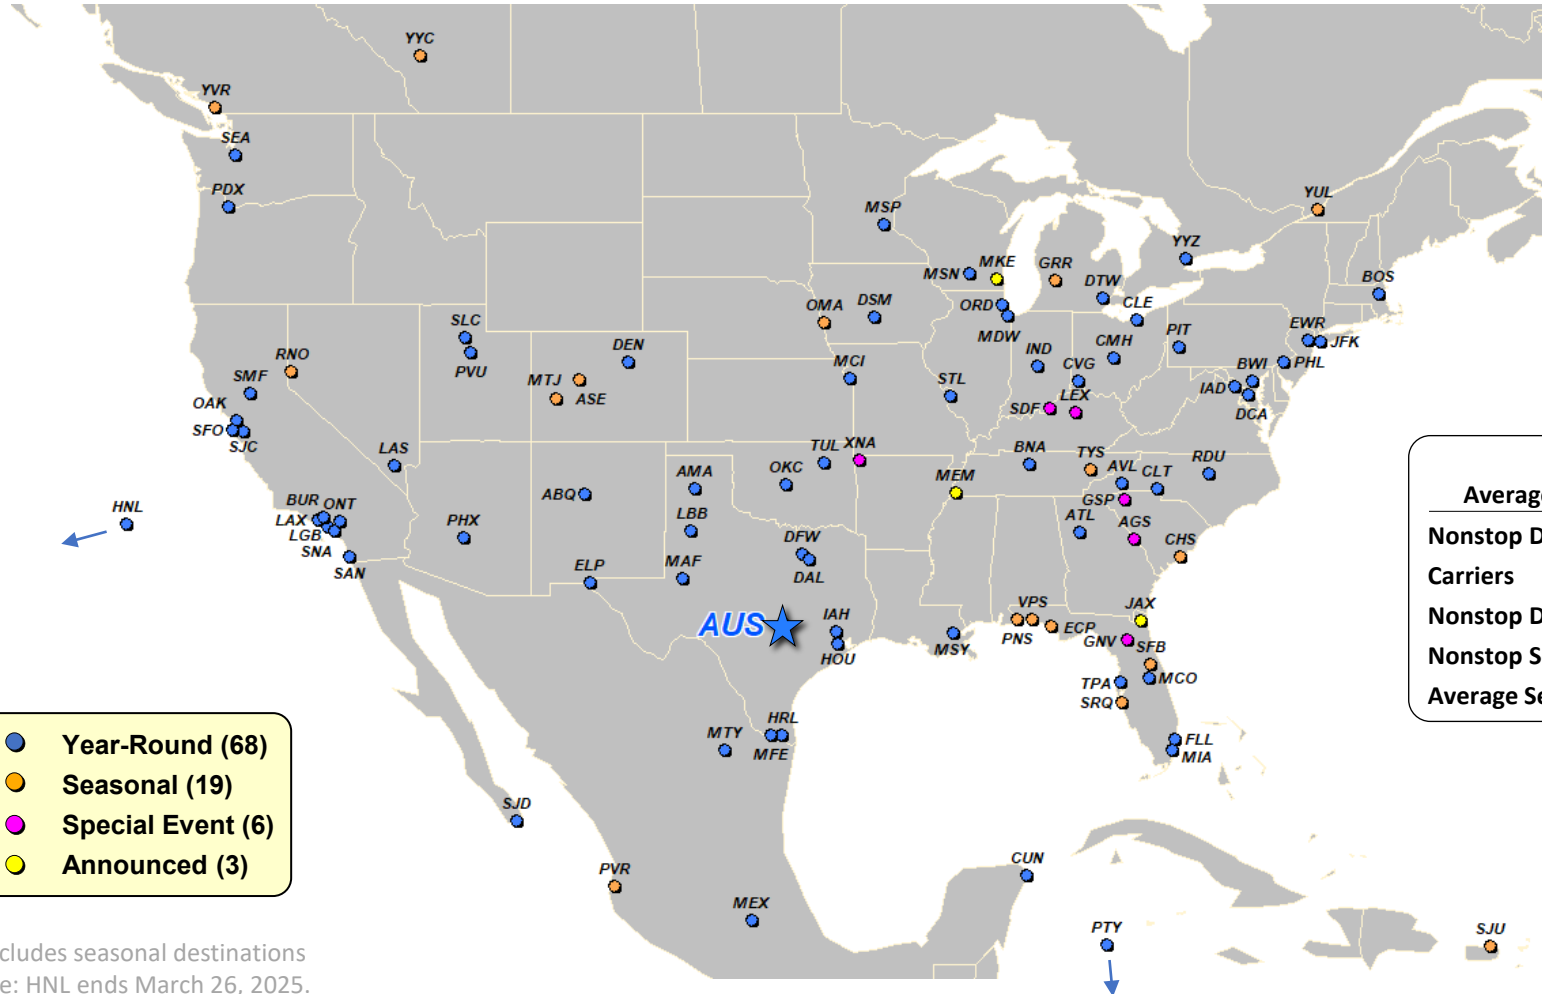 YYC
YVR
SEA
PDX
YUL
MSP
YYZ
MSN
MKE
GRR
DTW
BOS
OMA
DSM
ORD
MDW
CLE
SLC
PVU
DEN
RNO
MTJ
ASE
MCI
STL
IND
CMH
PIT
EWR
JFK
PHL
BWI
IAD
DCA
CVG
SDF
LEX
SMF
OAK
SFO
SJC
LAS
TUL
XNA
OKC
AMA
ABQ
LBB
MEM
BNA
TYS
AVL
CLT
RDU
GSP
ATL
AGS
CHS
HNL
BUR
ONT
LAX
LGB
SNA
SAN
PHX
ELP
MAF
DFW
DAL
AUS
IAH
HOU
MSY
VPS
PNS
ECP
JAX
GNV
SFB
MCO
TPA
SRQ
FLL
MIA
MTY
HRL
MFE
SJD
PVR
MEX
CUN
PTY
SJU
Average
Nonstop D
Carriers
Nonstop D
Nonstop S
Average Se
Year-Round (68)
Seasonal (19)
Special Event (6)
Announced (3)
cludes seasonal destinations
e: HNL ends March 26, 2025.